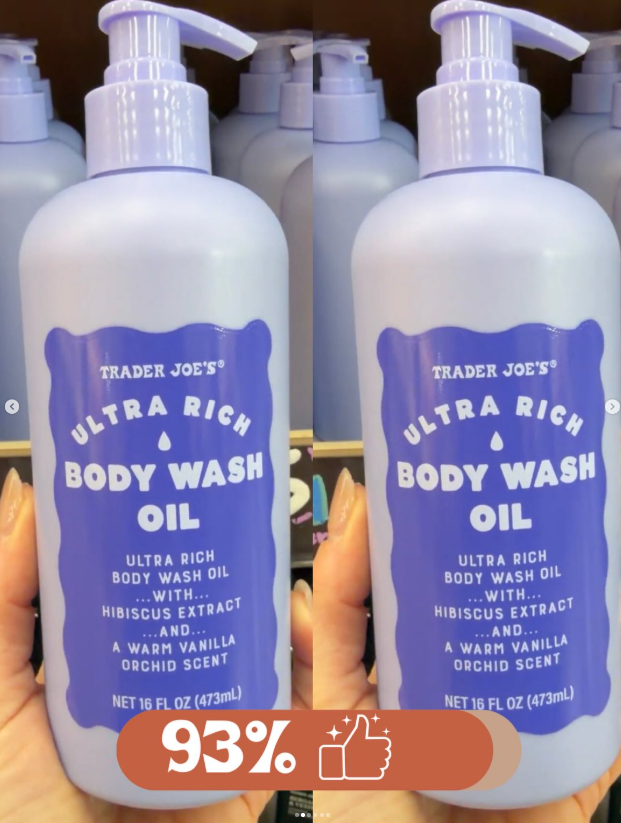 TRADER JOE'S®
ULTRA RICH
BODY WASH
OIL
ULTRA RICH
BODY WASH OIL
...WITH...
HIBISCUS EXTRACT
...AND...
A WARM VANILLA
ORCHID SCENT
NET 16 FL OZ (473mL)
TRADER JOE'S®
ULTRA RICH
BODY WASH
OIL
ULTRA RICH
BODY WASH OIL
...WITH...
HIBISCUS EXTRACT
...AND...
A WARM VANILLA
ORCHID SCENT
NET 16 FL OZ (473mL)
93%